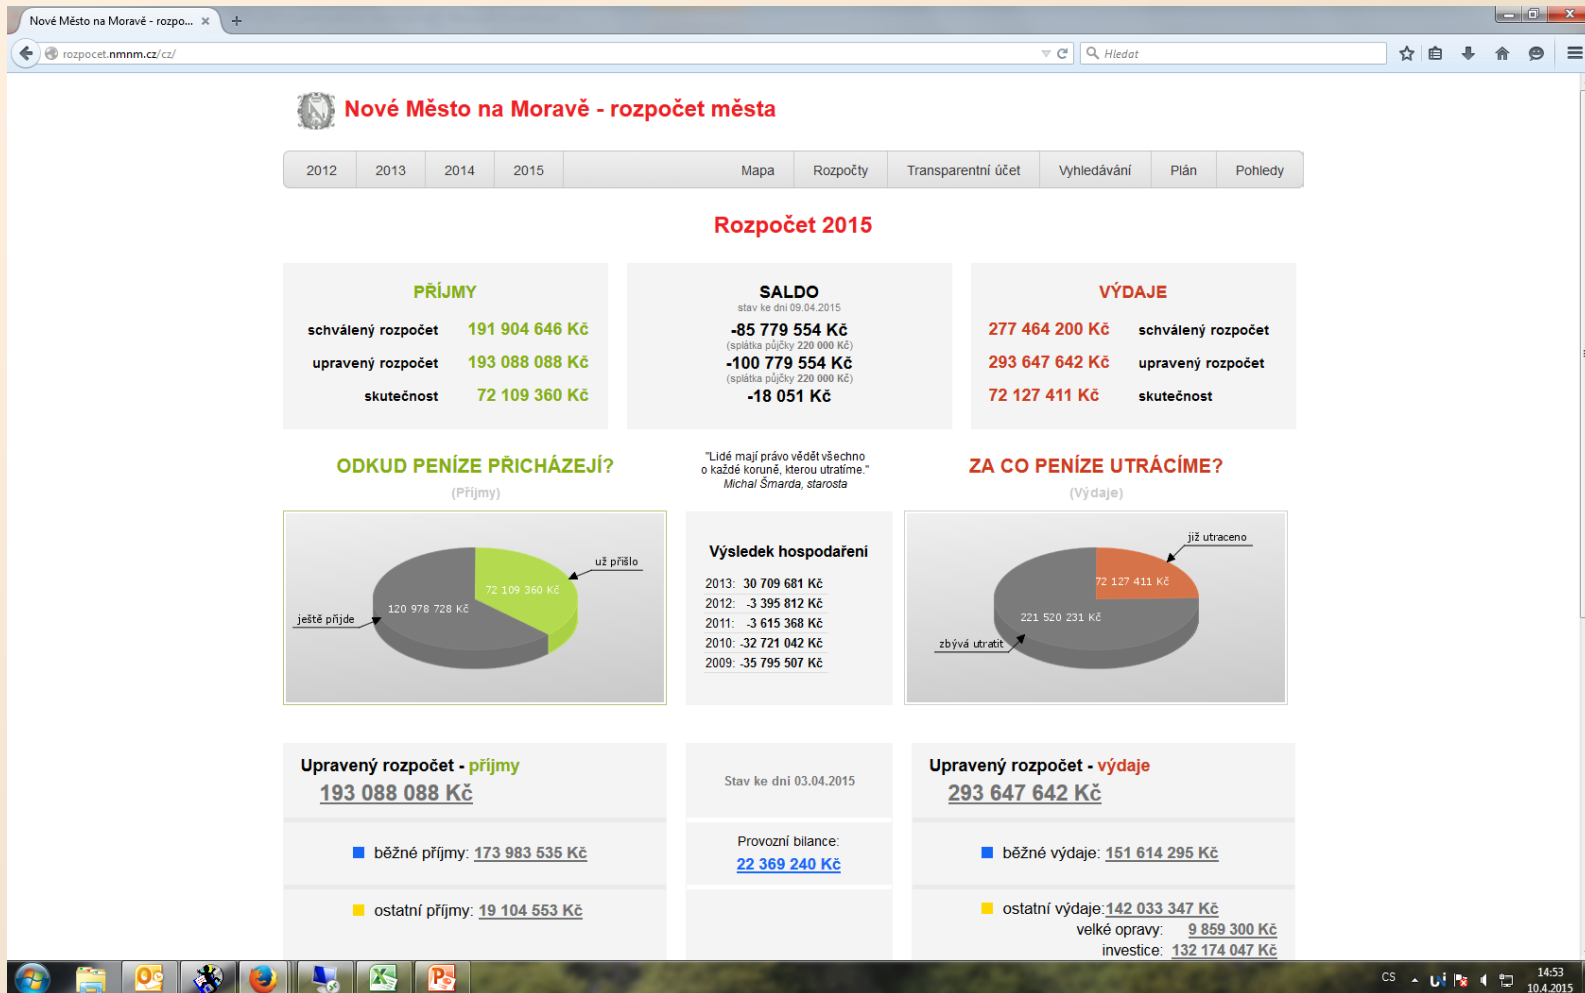 Nové Město na Moravě - rozpo...
rozpocet.nmnm.cz/cz/
Hledat
Nové Město na Moravě - rozpočet města
2012 2013 2014 2015 Mapa Rozpočty Transparentní účet Vyhledávání Plán Pohledy
Rozpočet 2015
PŘÍJMY
schválený rozpočet 191 904 646 Kč
upravený rozpočet 193 088 088 Kč
skutečnost 72 109 360 Kč
SALDO
stav ke dni 09.04.2015
-85 779 554 Kč
(splátka půjčky 220 000 Kč)
-100 779 554 Kč
(splátka půjčky 220 000 Kč)
-18 051 Kč
VÝDAJE
277 464 200 Kč schválený rozpočet
293 647 642 Kč upravený rozpočet
72 127 411 Kč skutečnost
ODKUD PENÍZE PŘICHÁZEJÍ?
(Příjmy)
"Lidé mají právo vědět všechno
o každé koruně, kterou utratíme."
Michal Šmarda, starosta
ZA CO PENÍZE UTRÁCÍME?
(Výdaje)
už přišlo
72 109 360 Kč
120 978 728 Kč
ještě přijde
Výsledek hospodaření
2013: 30 709 681 Kč
2012: -3 395 812 Kč
2011: -3 615 368 Kč
2010: -32 721 042 Kč
2009: -35 795 507 Kč
již utraceno
72 127 411 Kč
221 520 231 Kč
zbývá utratit
Upravený rozpočet - příjmy
193 088 088 Kč
Stav ke dni 03.04.2015
Upravený rozpočet - výdaje
293 647 642 Kč
běžné příjmy: 173 983 535 Kč
Provozní bilance:
22 369 240 Kč
běžné výdaje: 151 614 295 Kč
ostatní příjmy: 19 104 553 Kč
ostatní výdaje: 142 033 347 Kč
velké opravy: 9 859 300 Kč
investice: 132 174 047 Kč
CS
14:53
10.4.2015